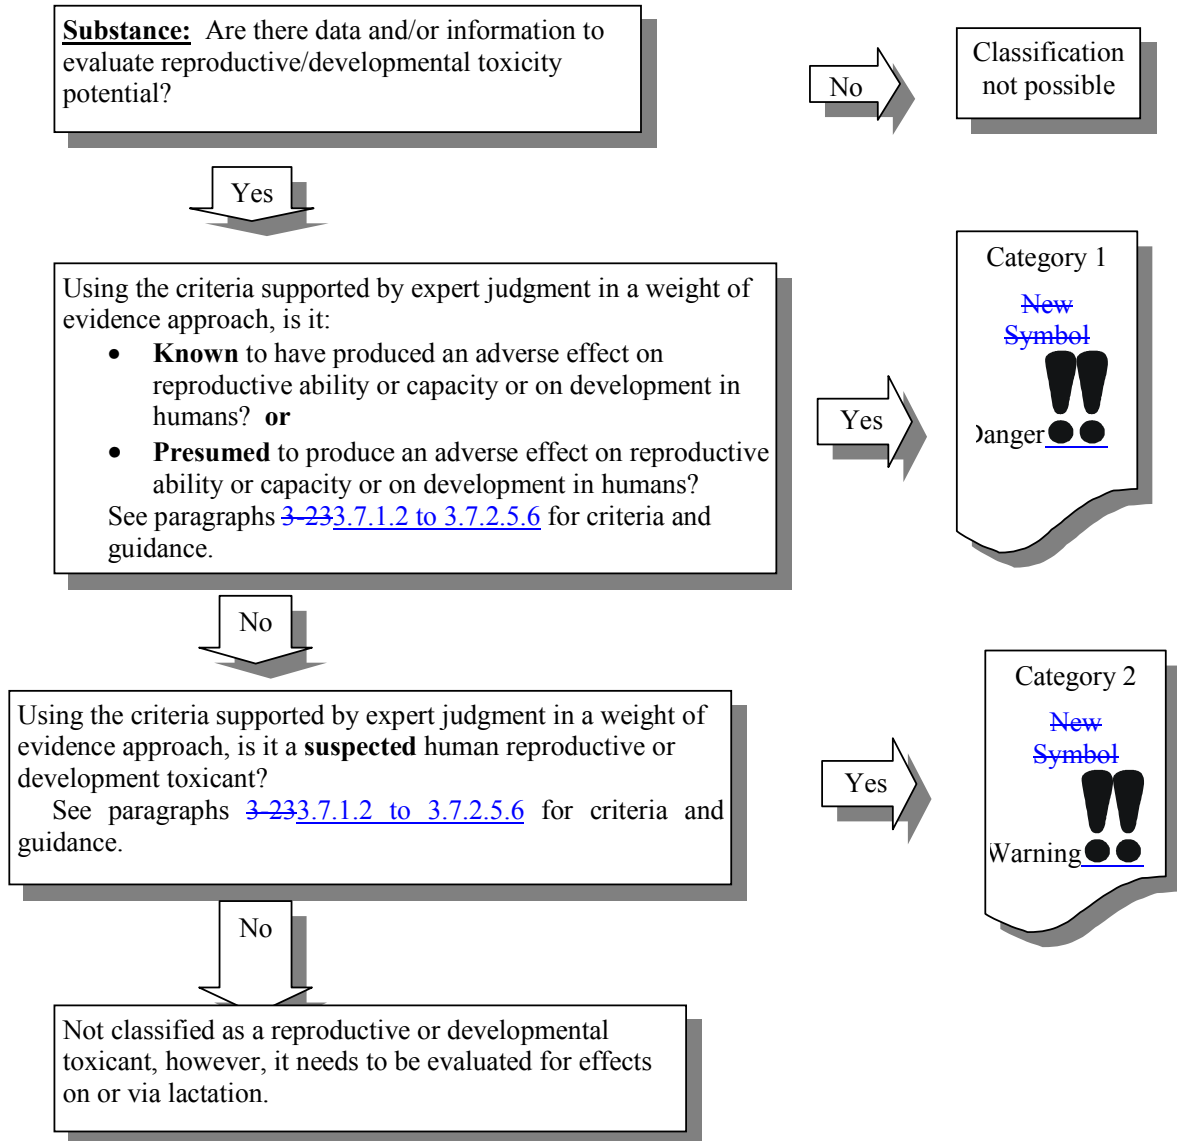 Substance: Are there data and/or information to
evaluate reproductive/developmental toxicity
potential?
No
Classification
not possible
Yes
Using the criteria supported by expert judgment in a weight of
evidence approach, is it:
• Known to have produced an adverse effect on
reproductive ability or capacity or on development in
humans? or
• Presumed to produce an adverse effect on reproductive
ability or capacity or on development in humans?
See paragraphs 3-233.7.1.2 to 3.7.2.5.6 for criteria and
guidance.
Yes
Category 1
New
Symbol
Danger!!
No
Using the criteria supported by expert judgment in a weight of
evidence approach, is it a suspected human reproductive or
development toxicant?
See paragraphs 3-233.7.1.2 to 3.7.2.5.6 for criteria and
guidance.
Yes
Category 2
New
Symbol
Warning!!
No
Not classified as a reproductive or developmental
toxicant, however, it needs to be evaluated for effects
on or via lactation.